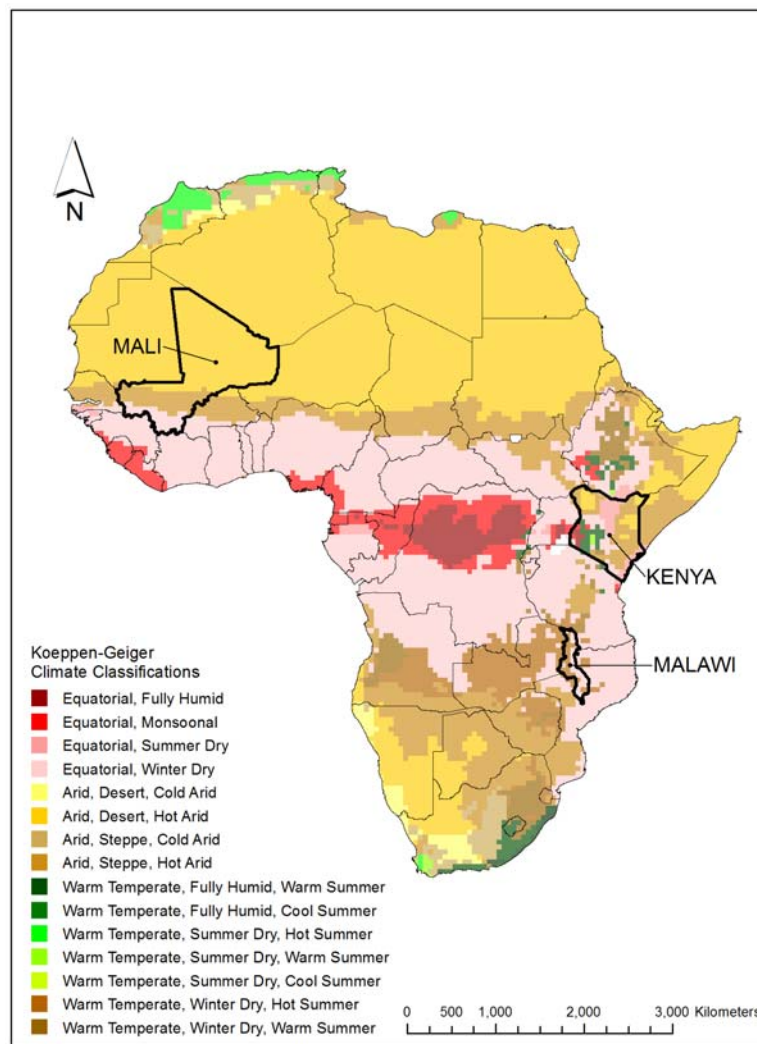 N
MALI
KENYA
MALAWI
Koeppen-Geiger
Climate Classifications
Equatorial, Fully Humid
Equatorial, Monsoonal
Equatorial, Summer Dry
Equatorial, Winter Dry
Arid, Desert, Cold Arid
Arid, Desert, Hot Arid
Arid, Steppe, Cold Arid
Arid, Steppe, Hot Arid
Warm Temperate, Fully Humid, Warm Summer
Warm Temperate, Fully Humid, Cool Summer
Warm Temperate, Summer Dry, Hot Summer
Warm Temperate, Summer Dry, Warm Summer
Warm Temperate, Summer Dry, Cool Summer
Warm Temperate, Winter Dry, Hot Summer
Warm Temperate, Winter Dry, Warm Summer
0 500 1,000 2,000 3,000 Kilometers